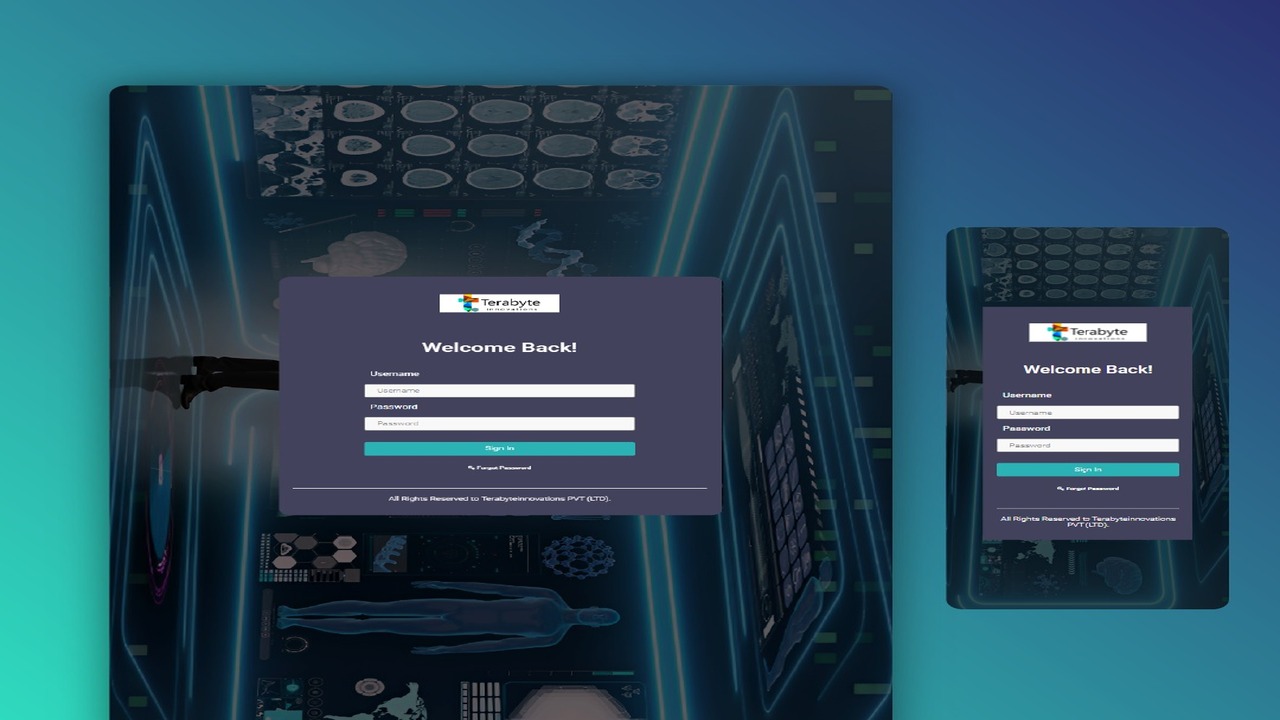 Terabyte
innovations
Welcome Back!
Username
Username
Password
Password
Sign In
Forgot Password
All Rights Reserved to Terabyteinnovations PVT (LTD).
Terabyte
innovations
Welcome Back!
Username
Username
Password
Password
Sign In
Forgot Password
All Rights Reserved to Terabyteinnovations
PVT (LTD).